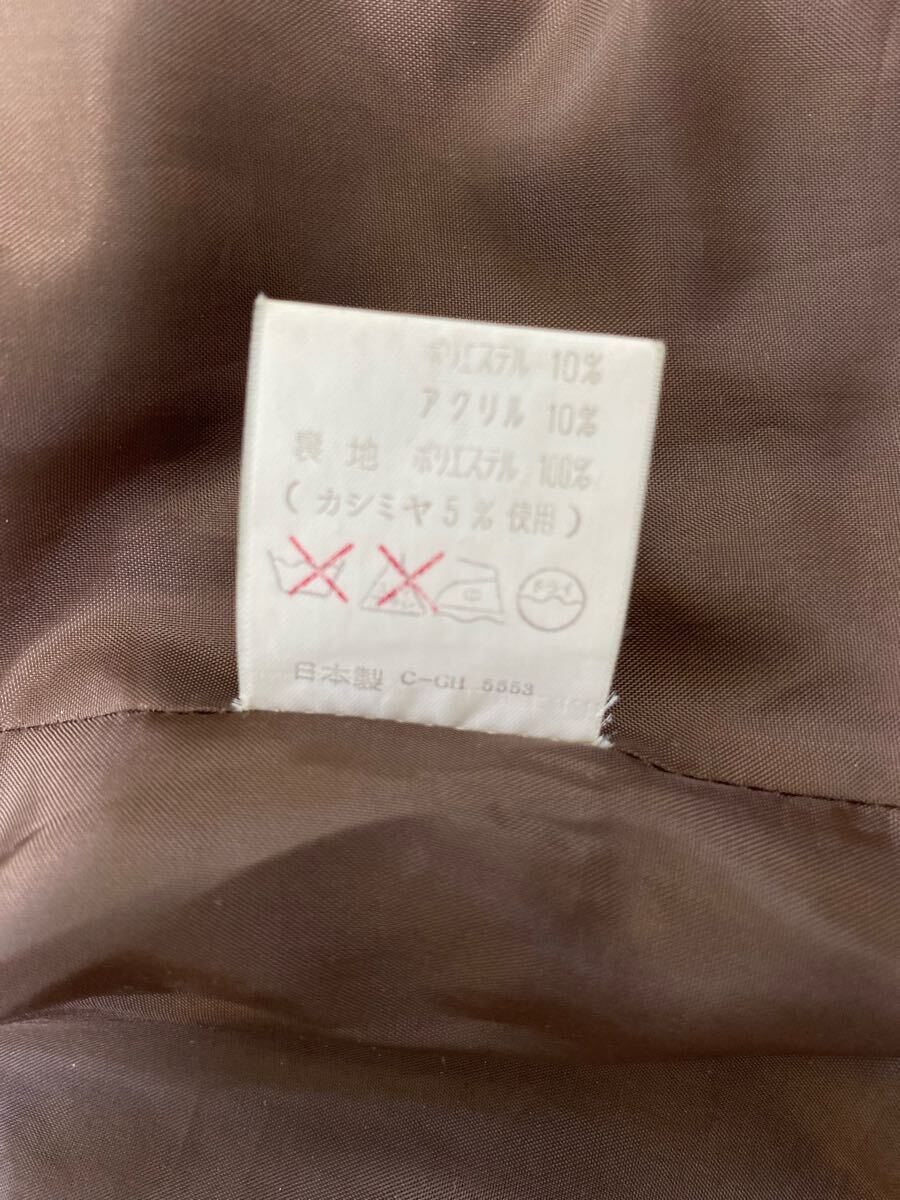 ポリエステル 10%
アクリル 10%
裏地 ポリエステル 100%
(カシミヤ5%使用)
ドライ
日本製 C-GH 5553